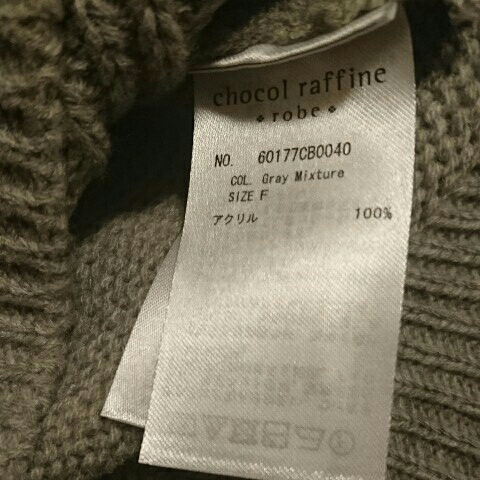 chocol raffine
robe
NO. 60177CB0040
COL. Gray Mixture
SIZE F
アクリル 100%